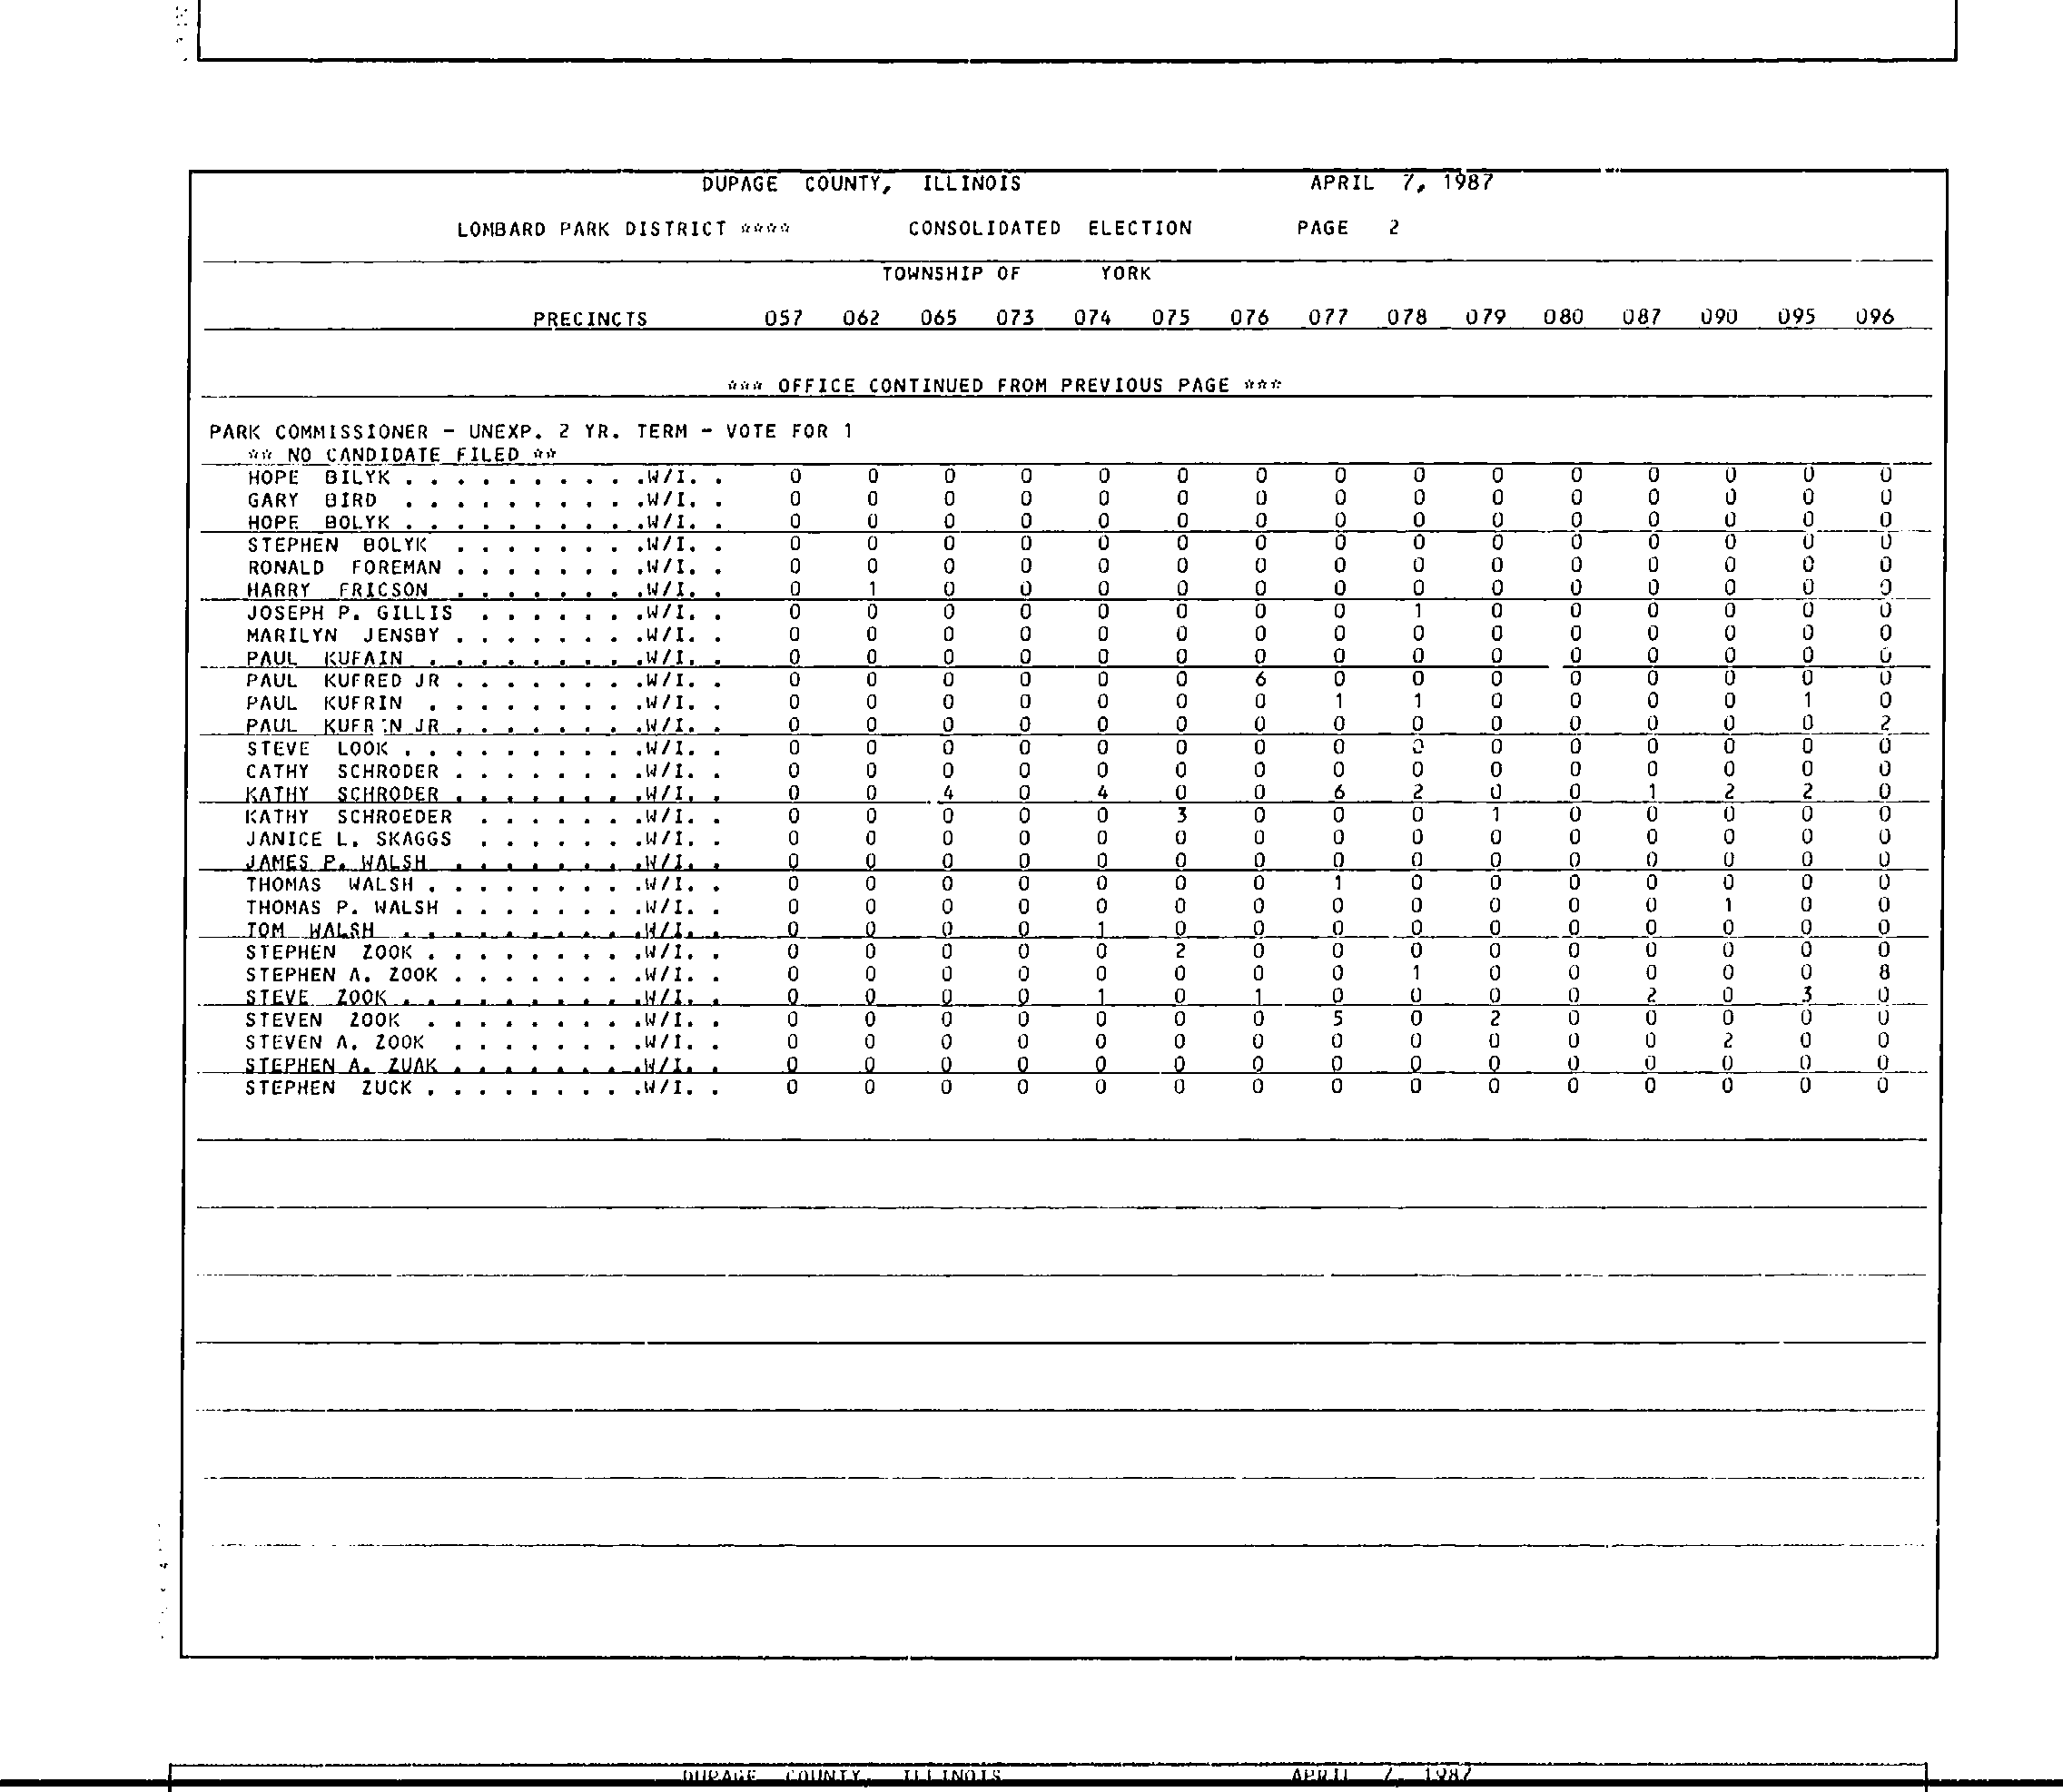 DUPAGE COUNTY, ILLINOIS APRIL 7, 1987
LOMBARD PARK DISTRICT **** CONSOLIDATED ELECTION PAGE 2
TOWNSHIP OF YORK
PRECINCTS 057 062 065 073 074 075 076 077 078 079 080 087 090 095 096
*** OFFICE CONTINUED FROM PREVIOUS PAGE ***
PARK COMMISSIONER - UNEXP. 2 YR. TERM - VOTE FOR 1
** NO CANDIDATE FILED **
HOPE BILYK . . . . . . . . . .W/I. . 0 0 0 0 0 0 0 0 0 0 0 0 0 0 0
GARY BIRD . . . . . . . . . .W/I. . 0 0 0 0 0 0 0 0 0 0 0 0 0 0 0
HOPE BOLYK . . . . . . . . . .W/I. . 0 0 0 0 0 0 0 0 0 0 0 0 0 0 0
STEPHEN BOLYK . . . . . . . .W/I. . 0 0 0 0 0 0 0 0 0 0 0 0 0 0 0
RONALD FOREMAN . . . . . . . .W/I. . 0 0 0 0 0 0 0 0 0 0 0 0 0 0 0
HARRY FRICSON . . . . . . . .W/I. . 0 1 0 0 0 0 0 0 0 0 0 0 0 0 0
JOSEPH P. GILLIS . . . . . . .W/I. . 0 0 0 0 0 0 0 0 1 0 0 0 0 0 0
MARILYN JENSBY . . . . . . . .W/I. . 0 0 0 0 0 0 0 0 0 0 0 0 0 0 0
PAUL KUFAIN . . . . . . . . .W/I. . 0 0 0 0 0 0 0 0 0 0 0 0 0 0 0
PAUL KUFRED JR . . . . . . . .W/I. . 0 0 0 0 0 0 6 0 0 0 0 0 0 0 0
PAUL KUFRIN . . . . . . . . .W/I. . 0 0 0 0 0 0 0 1 1 0 0 0 0 1 0
PAUL KUFRIN JR . . . . . . . .W/I. . 0 0 0 0 0 0 0 0 0 0 0 0 0 0 2
STEVE LOOK . . . . . . . . . .W/I. . 0 0 0 0 0 0 0 0 0 0 0 0 0 0 0
CATHY SCHRODER . . . . . . . .W/I. . 0 0 0 0 0 0 0 0 0 0 0 0 0 0 0
KATHY SCHRODER . . . . . . . .W/I. . 0 0 4 0 4 0 0 6 2 0 0 1 2 2 0
KATHY SCHROEDER . . . . . . .W/I. . 0 0 0 0 0 3 0 0 0 1 0 0 0 0 0
JANICE L. SKAGGS . . . . . . .W/I. . 0 0 0 0 0 0 0 0 0 0 0 0 0 0 0
JAMES P. WALSH . . . . . . . .W/I. . 0 0 0 0 0 0 0 0 0 0 0 0 0 0 0
THOMAS WALSH . . . . . . . . .W/I. . 0 0 0 0 0 0 0 1 0 0 0 0 0 0 0
THOMAS P. WALSH . . . . . . . .W/I. . 0 0 0 0 0 0 0 0 0 0 0 0 1 0 0
TOM WALSH . . . . . . . . . .W/I. . 0 0 0 0 1 0 0 0 0 0 0 0 0 0 0
STEPHEN ZOOK . . . . . . . . .W/I. . 0 0 0 0 0 2 0 0 0 0 0 0 0 0 0
STEPHEN A. ZOOK . . . . . . . .W/I. . 0 0 0 0 0 0 0 0 1 0 0 0 0 0 8
STEVE ZOOK . . . . . . . . . .W/I. . 0 0 0 0 1 0 1 0 0 0 0 2 0 3 0
STEVEN ZOOK . . . . . . . . .W/I. . 0 0 0 0 0 0 0 5 0 2 0 0 0 0 0
STEVEN A. ZOOK . . . . . . . .W/I. . 0 0 0 0 0 0 0 0 0 0 0 0 2 0 0
STEPHEN A. ZUAK . . . . . . . .W/I. . 0 0 0 0 0 0 0 0 0 0 0 0 0 0 0
STEPHEN ZUCK . . . . . . . . .W/I. . 0 0 0 0 0 0 0 0 0 0 0 0 0 0 0
DUPAGE COUNTY, ILLINOIS APRIL 7, 1987